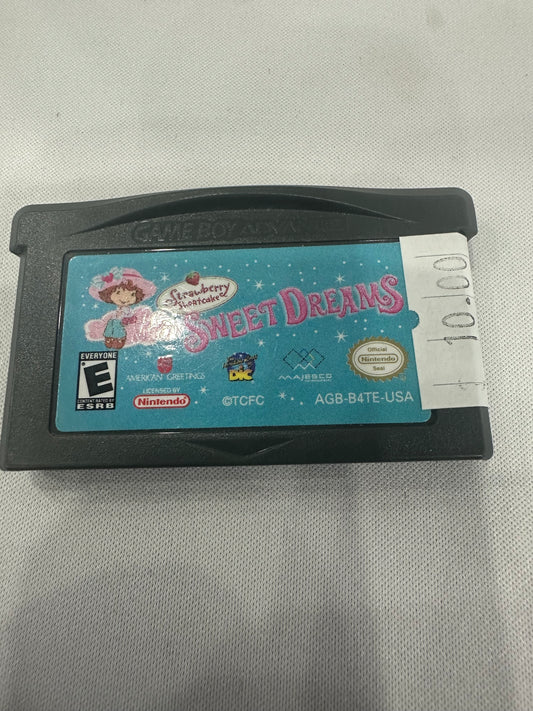 GAME BOY ADVA
Strawberry
Shortcake
SWEET DREAMS
EVERYONE
E
CONTENT RATED BY
ESRB
AMERICAN GREETINGS
LICENSED BY
Nintendo
DiC
©TCFC
MAJESCO
Official
Nintendo
Seal
AGB-B4TE-USA
10.00